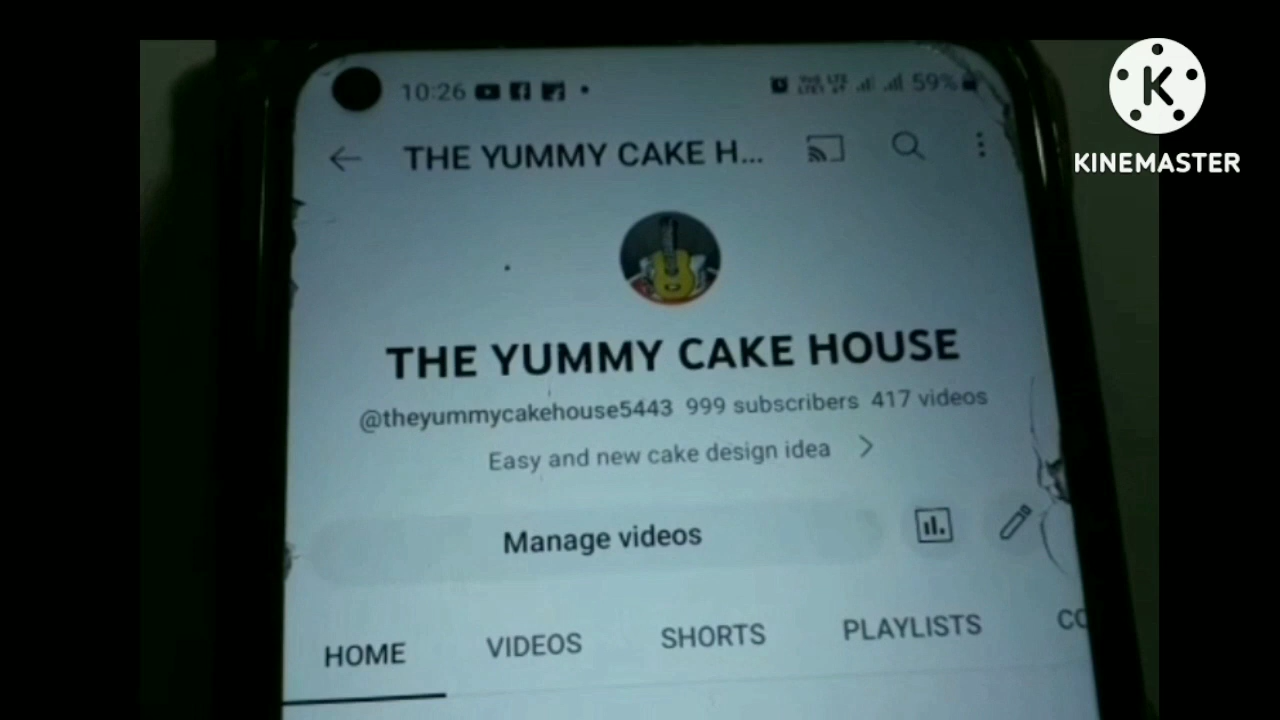 10:26 59%
KINEMASTER
THE YUMMY CAKE H...
THE YUMMY CAKE HOUSE
@theyummycakehouse5443 999 subscribers 417 videos
Easy and new cake design idea
Manage videos
HOME VIDEOS SHORTS PLAYLISTS CO